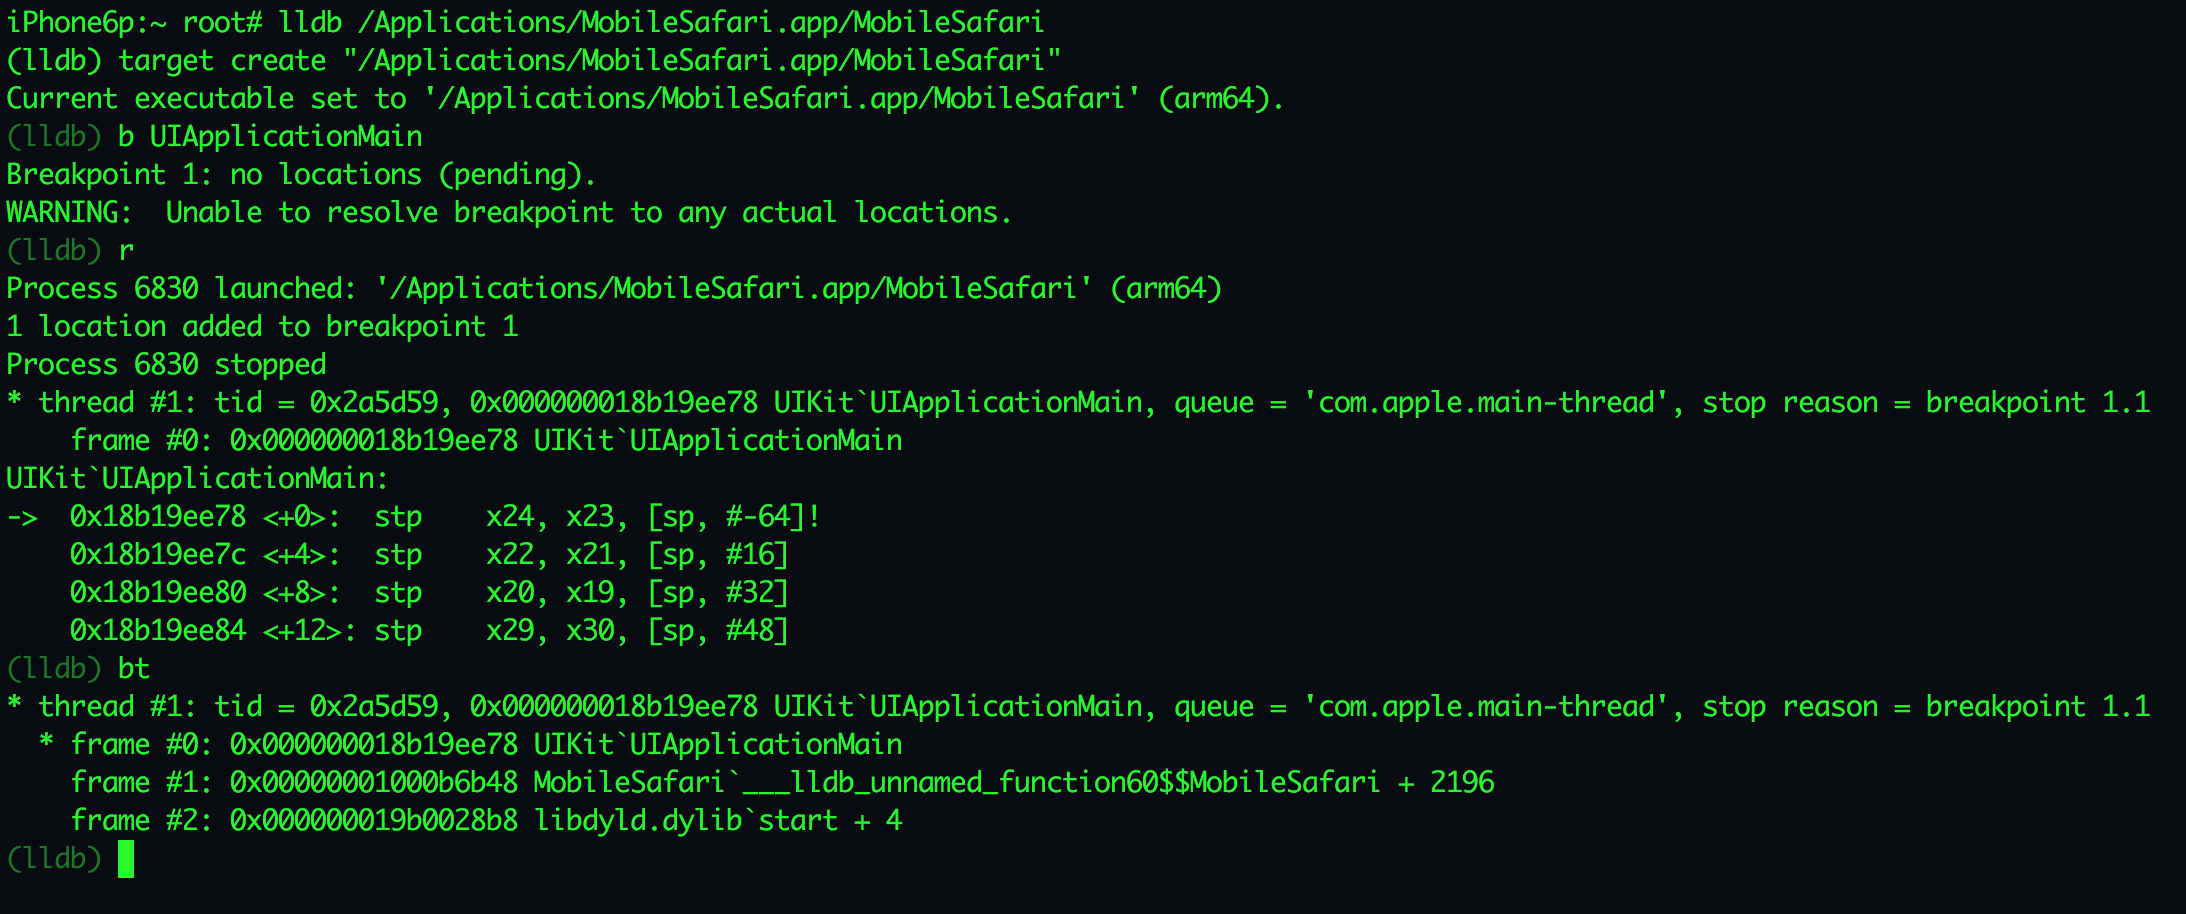 iPhone6p:~ root# lldb /Applications/MobileSafari.app/MobileSafari
(lldb) target create "/Applications/MobileSafari.app/MobileSafari"
Current executable set to '/Applications/MobileSafari.app/MobileSafari' (arm64).
(lldb) b UIApplicationMain
Breakpoint 1: no locations (pending).
WARNING:  Unable to resolve breakpoint to any actual locations.
(lldb) r
Process 6830 launched: '/Applications/MobileSafari.app/MobileSafari' (arm64)
1 location added to breakpoint 1
Process 6830 stopped
* thread #1: tid = 0x2a5d59, 0x000000018b19ee78 UIKit`UIApplicationMain, queue = 'com.apple.main-thread', stop reason = breakpoint 1.1
    frame #0: 0x000000018b19ee78 UIKit`UIApplicationMain
UIKit`UIApplicationMain:
->  0x18b19ee78 <+0>:  stp    x24, x23, [sp, #-64]!
    0x18b19ee7c <+4>:  stp    x22, x21, [sp, #16]
    0x18b19ee80 <+8>:  stp    x20, x19, [sp, #32]
    0x18b19ee84 <+12>: stp    x29, x30, [sp, #48]
(lldb) bt
* thread #1: tid = 0x2a5d59, 0x000000018b19ee78 UIKit`UIApplicationMain, queue = 'com.apple.main-thread', stop reason = breakpoint 1.1
  * frame #0: 0x000000018b19ee78 UIKit`UIApplicationMain
    frame #1: 0x00000001000b6b48 MobileSafari`___lldb_unnamed_function60$$MobileSafari + 2196
    frame #2: 0x000000019b0028b8 libdyld.dylib`start + 4
(lldb)